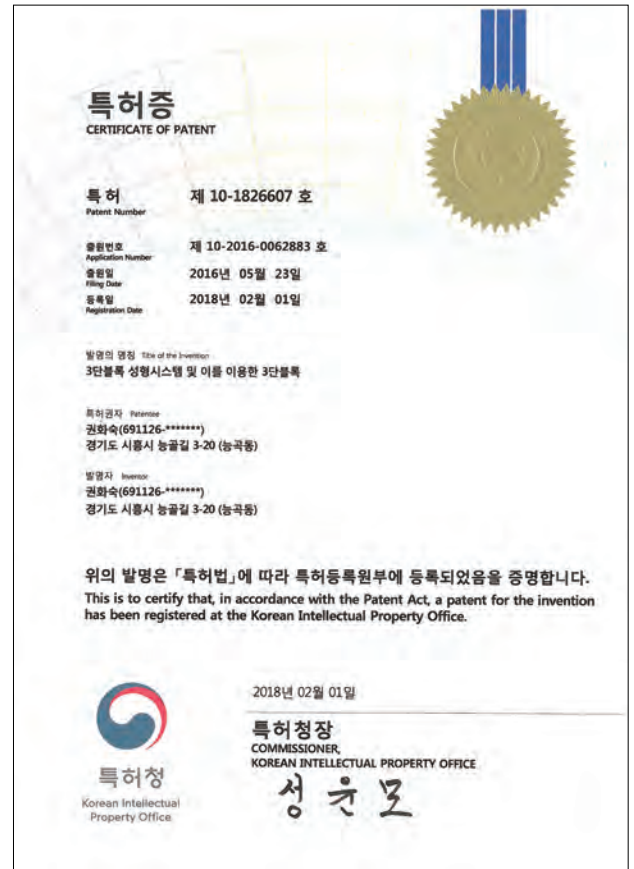 특허증
CERTIFICATE OF PATENT
특허 제 10-1826607 호
Patent Number
출원번호 제 10-2016-0062883 호
Application Number
출원일 2016년 05월 23일
Filing Date
등록일 2018년 02월 01일
Registration Date
발명의 명칭 Title of the Invention
3단블록 성형시스템 및 이를 이용한 3단블록
특허권자 Patentee
권화숙(691126-*******)
경기도 시흥시 능골길 3-20 (능곡동)
발명자 Inventor
권화숙(691126-*******)
경기도 시흥시 능골길 3-20 (능곡동)
위의 발명은 「특허법」에 따라 특허등록원부에 등록되었음을 증명합니다.
This is to certify that, in accordance with the Patent Act, a patent for the invention
has been registered at the Korean Intellectual Property Office.
2018년 02월 01일
특허청장
COMMISSIONER,
KOREAN INTELLECTUAL PROPERTY OFFICE
성윤모
특허청
Korean Intellectual
Property Office